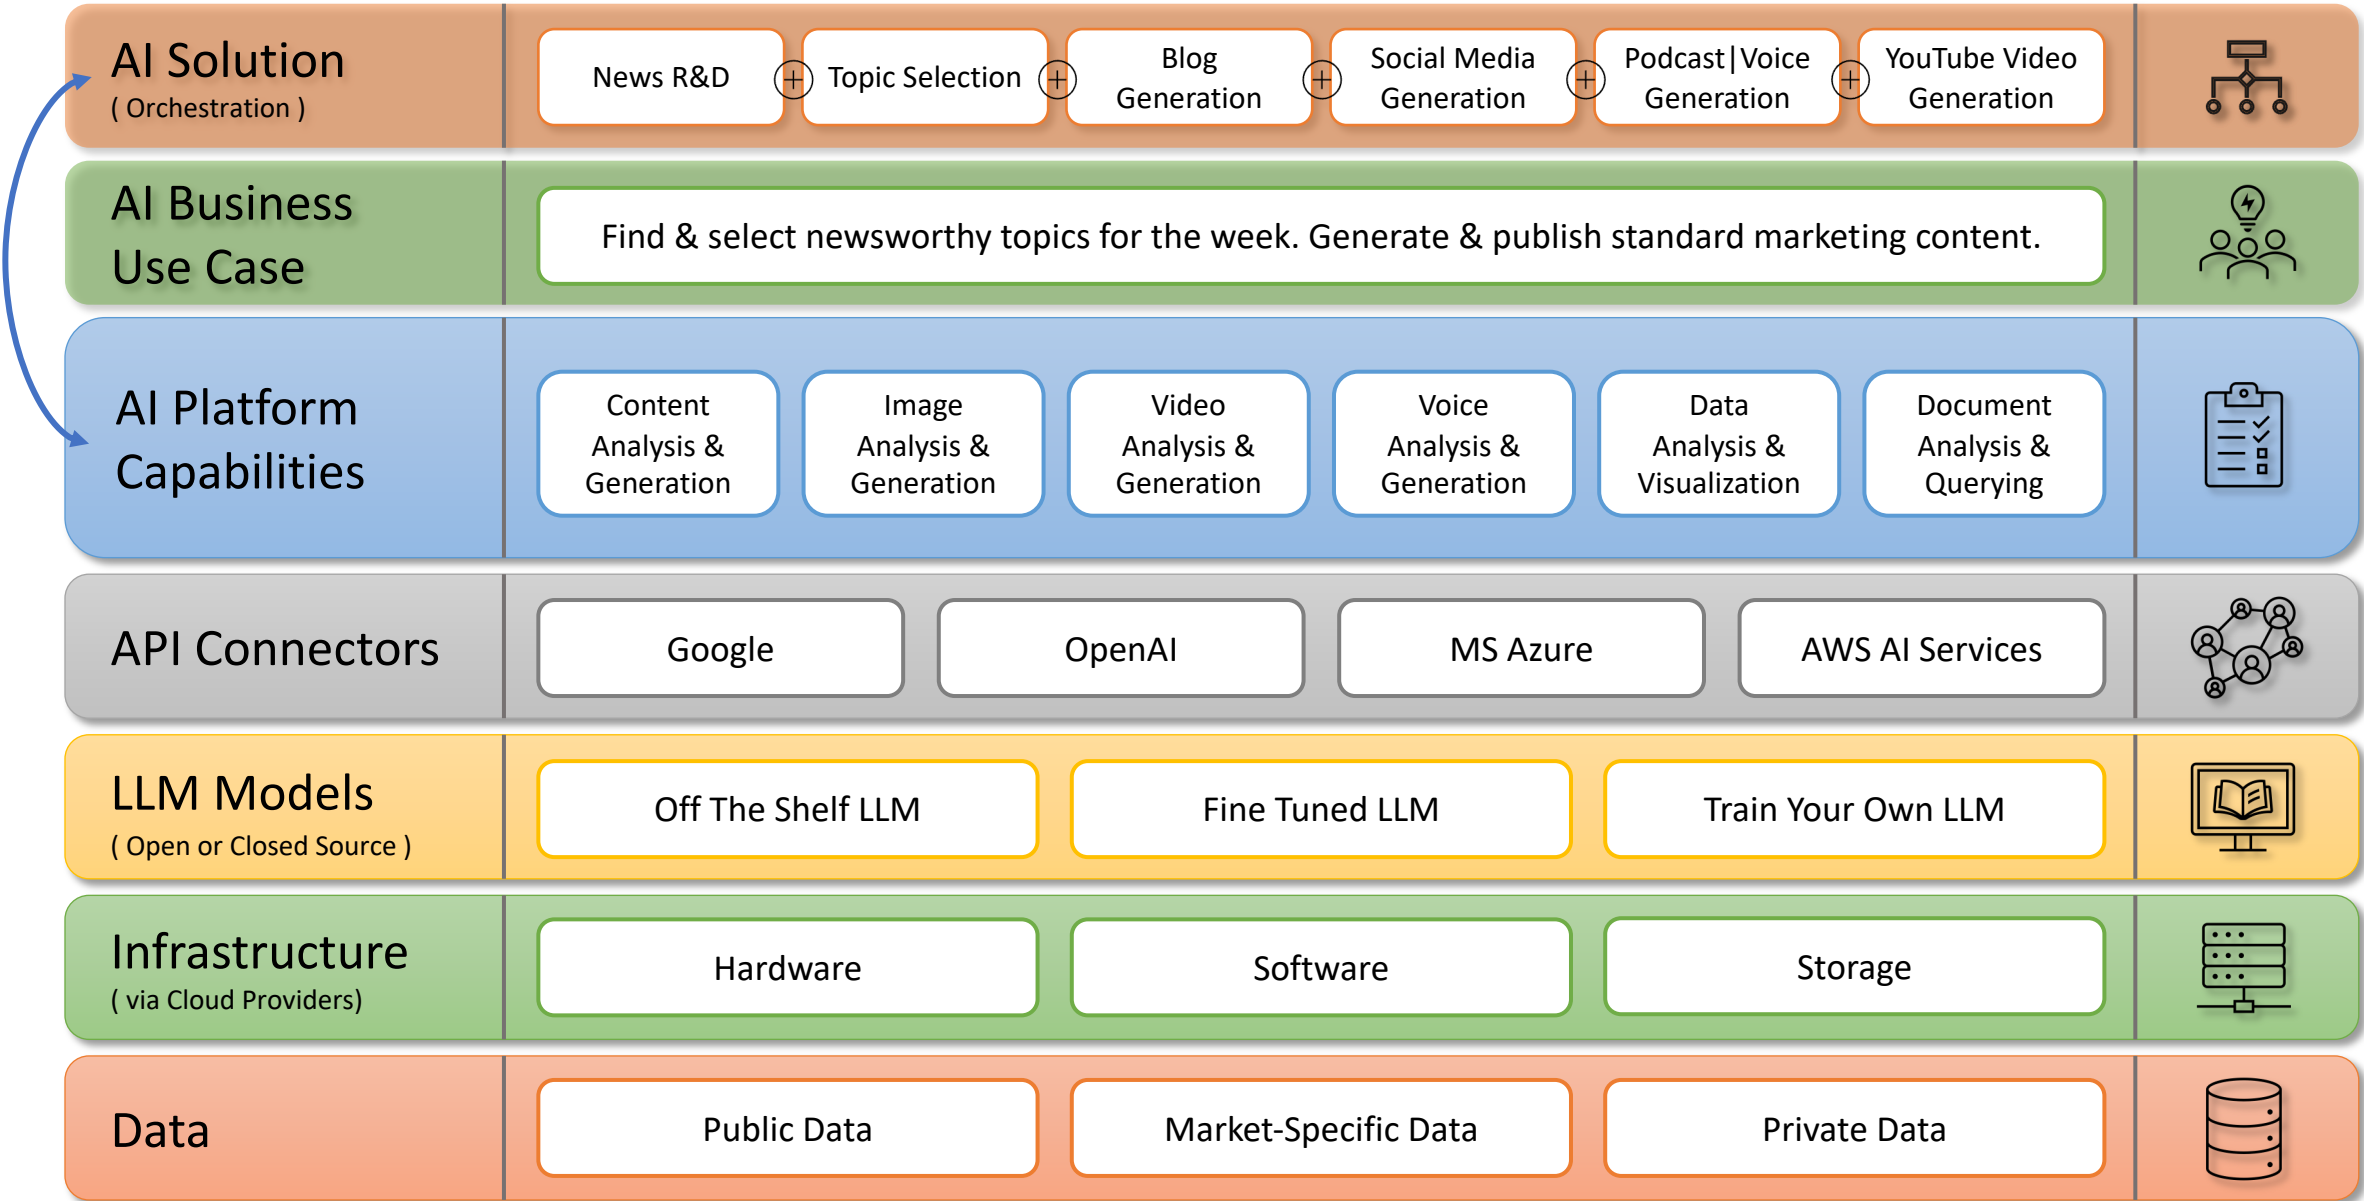 AI Solution
( Orchestration )
News R&D
Topic Selection
Blog
Generation
Social Media
Generation
Podcast|Voice
Generation
YouTube Video
Generation
AI Business
Use Case
Find & select newsworthy topics for the week. Generate & publish standard marketing content.
AI Platform
Capabilities
Content
Analysis &
Generation
Image
Analysis &
Generation
Video
Analysis &
Generation
Voice
Analysis &
Generation
Data
Analysis &
Visualization
Document
Analysis &
Querying
API Connectors
Google
OpenAI
MS Azure
AWS AI Services
LLM Models
( Open or Closed Source )
Off The Shelf LLM
Fine Tuned LLM
Train Your Own LLM
Infrastructure
( via Cloud Providers)
Hardware
Software
Storage
Data
Public Data
Market-Specific Data
Private Data